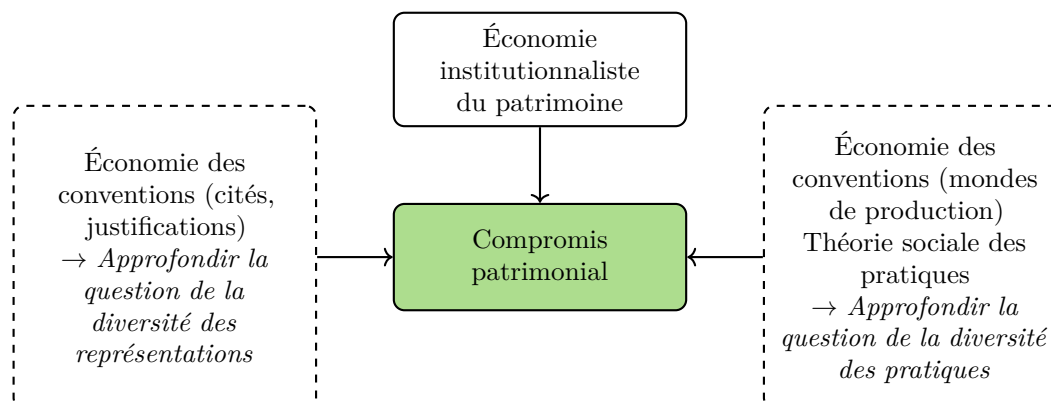 Économie
institutionnaliste
du patrimoine
Économie des
conventions (cités,
justifications)
→ Approfondir la
question de la
diversité des
représentations
Compromis
patrimonial
Économie des
conventions (mondes
de production)
Théorie sociale des
pratiques
→ Approfondir la
question de la diversité
des pratiques